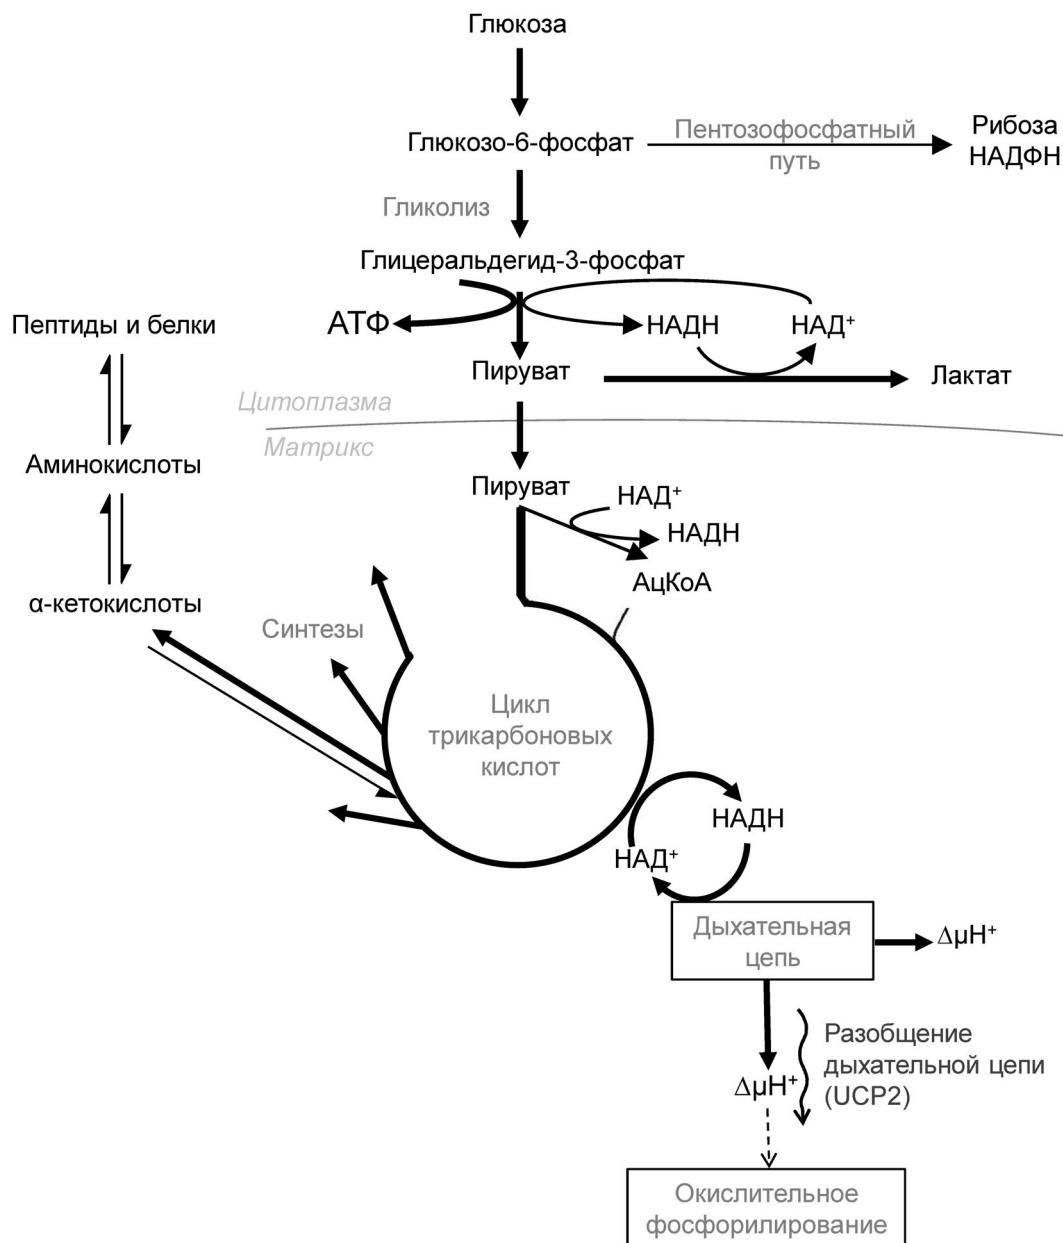 Глюкоза
Глюкозо-6-фосфат
Пентозофосфатный
путь
Рибоза
НАДФН
Гликолиз
Глицеральдегид-3-фосфат
АТФ
НАДН
НАД⁺
Пируват
Лактат
Пептиды и белки
Аминокислоты
α-кетокислоты
Цитоплазма
Матрикс
Пируват
НАД⁺
НАДН
АцКоА
Синтезы
Цикл
трикарбоновых
кислот
НАДН
НАД⁺
Дыхательная
цепь
ΔμH⁺
ΔμH⁺
Разобщение
дыхательной цепи
(UCP2)
Окислительное
фосфорилирование